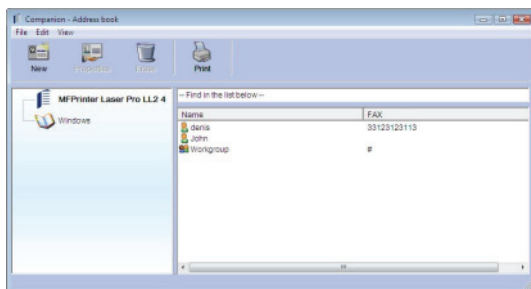 Companion - Address book
File Edit View
New Properties Erase Print
MFPrinter Laser Pro LL2 4
Windows
-- Find in the list below --
Name FAX
denis 33123123113
John
Workgroup #